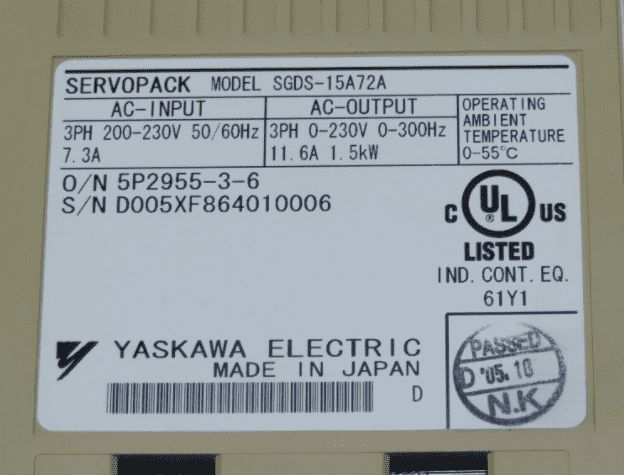 SERVOPACK MODEL SGDS-15A72A
AC-INPUT
3PH 200-230V 50/60Hz
7.3A
AC-OUTPUT
3PH 0-230V 0-300Hz
11.6A 1.5kW
OPERATING
AMBIENT
TEMPERATURE
0-55℃
O/N 5P2955-3-6
S/N D005XF864010006
C UL ® US
LISTED
IND. CONT. EQ.
61Y1
YASKAWA ELECTRIC
MADE IN JAPAN
D
PASSED
D '05.10
N.K